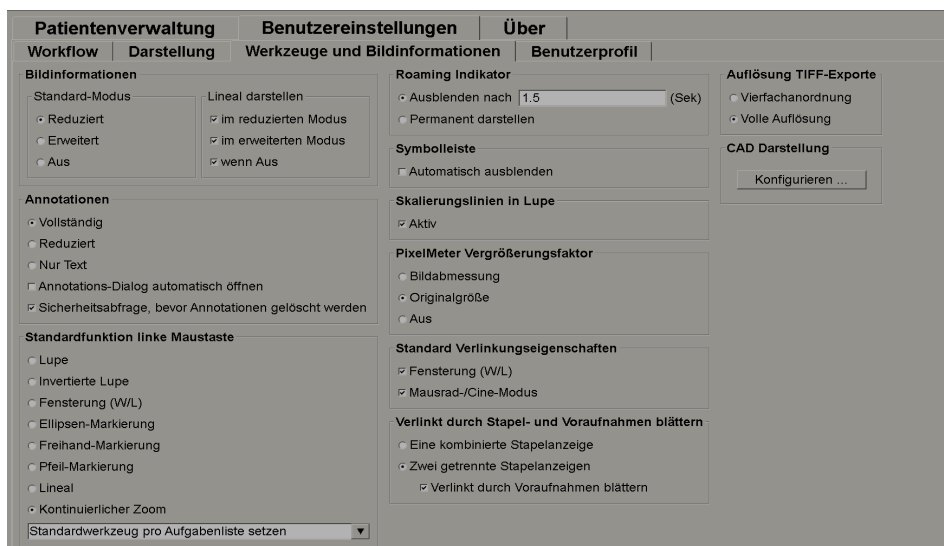 Patientenverwaltung Benutzereinstellungen Über
Workflow Darstellung Werkzeuge und Bildinformationen Benutzerprofil
Bildinformationen
Standard-Modus
Reduziert
Erweitert
Aus
Lineal darstellen
im reduzierten Modus
im erweiterten Modus
wenn Aus
Annotationen
Vollständig
Reduziert
Nur Text
Annotations-Dialog automatisch öffnen
Sicherheitsabfrage, bevor Annotationen gelöscht werden
Standardfunktion linke Maustaste
Lupe
Invertierte Lupe
Fensterung (W/L)
Ellipsen-Markierung
Freihand-Markierung
Pfeil-Markierung
Lineal
Kontinuierlicher Zoom
Standardwerkzeug pro Aufgabenliste setzen
Roaming Indikator
Ausblenden nach 1.5 (Sek)
Permanent darstellen
Symbolleiste
Automatisch ausblenden
Skalierungslinien in Lupe
Aktiv
PixelMeter Vergrößerungsfaktor
Bildabmessung
Originalgröße
Aus
Standard Verlinkungseigenschaften
Fensterung (W/L)
Mausrad-/Cine-Modus
Verlinkt durch Stapel- und Voraufnahmen blättern
Eine kombinierte Stapelanzeige
Zwei getrennte Stapelanzeigen
Verlinkt durch Voraufnahmen blättern
Auflösung TIFF-Exporte
Vierfachanordnung
Volle Auflösung
CAD Darstellung
Konfigurieren ...